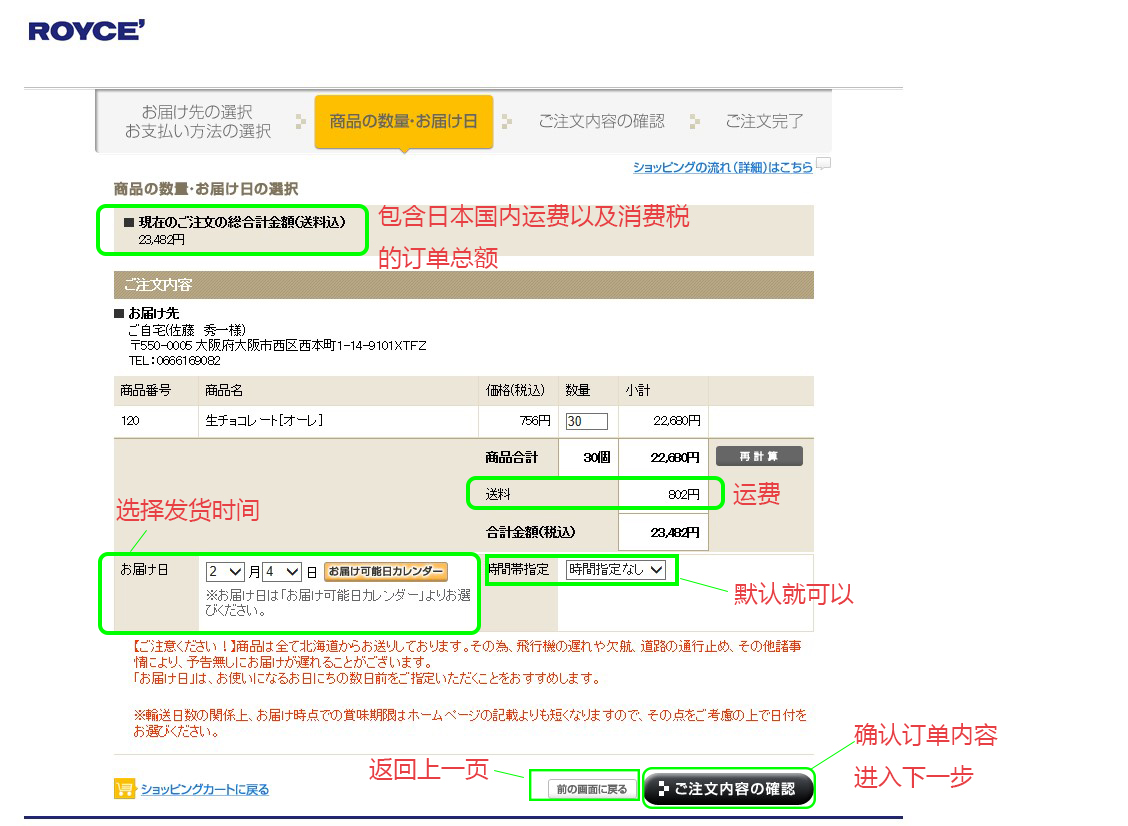 ROYCE'
お届け先の選択
お支払い方法の選択
商品の数量・お届け日
ご注文内容の確認
ご注文完了
ショッピングの流れ(詳細)はこちら
商品の数量・お届け日の選択
■ 現在のご注文の総合計金額(送料込)
23,482円
包含日本国内运费以及消费税
的订单总额
ご注文内容
■ お届け先
ご自宅(佐藤 秀一様)
〒550-0005 大阪府大阪市西区西本町1-14-9101XTFZ
TEL:0666169082
商品番号 商品名 価格(税込) 数量 小計
120 生チョコレート[オーレ] 756円 30 22,680円
商品合計 30個 22,680円 再計算
送料 802円 运费
合計金額(税込) 23,482円
选择发货时间
お届け日 2 月 4 日 お届け可能日カレンダー 時間帯指定 時間指定なし
※お届け日は「お届け可能日カレンダー」よりお選
びください。
默认就可以
【ご注意ください!】商品は全て北海道からお送りしております。その為、飛行機の遅れや欠航、道路の通行止め、その他諸事
情により、予告無しにお届けが遅れることがございます。
「お届け日」は、お使いになるお日にちの数日前をご指定いただくことをおすすめします。
※輸送日数の関係上、お届け時点での賞味期限はホームページの記載よりも短くなりますので、その点をご考慮の上で日付を
お選びください。
确认订单内容
进入下一步
返回上一页
ショッピングカートに戻る
前の画面に戻る
ご注文内容の確認